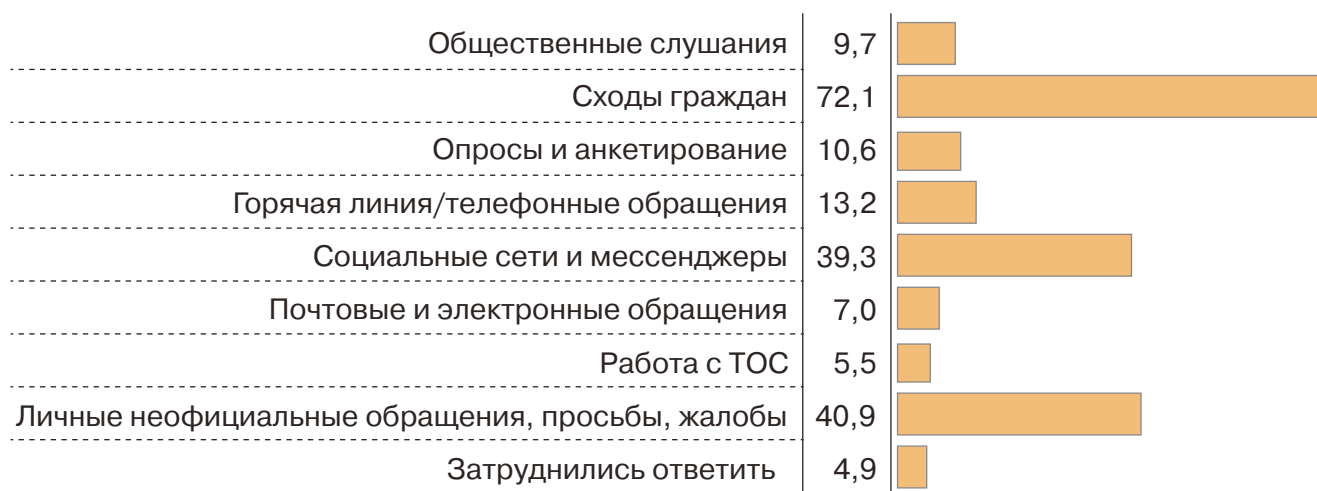 Общественные слушания 9,7
Сходы граждан 72,1
Опросы и анкетирование 10,6
Горячая линия/телефонные обращения 13,2
Социальные сети и мессенджеры 39,3
Почтовые и электронные обращения 7,0
Работа с ТОС 5,5
Личные неофициальные обращения, просьбы, жалобы 40,9
Затруднились ответить 4,9